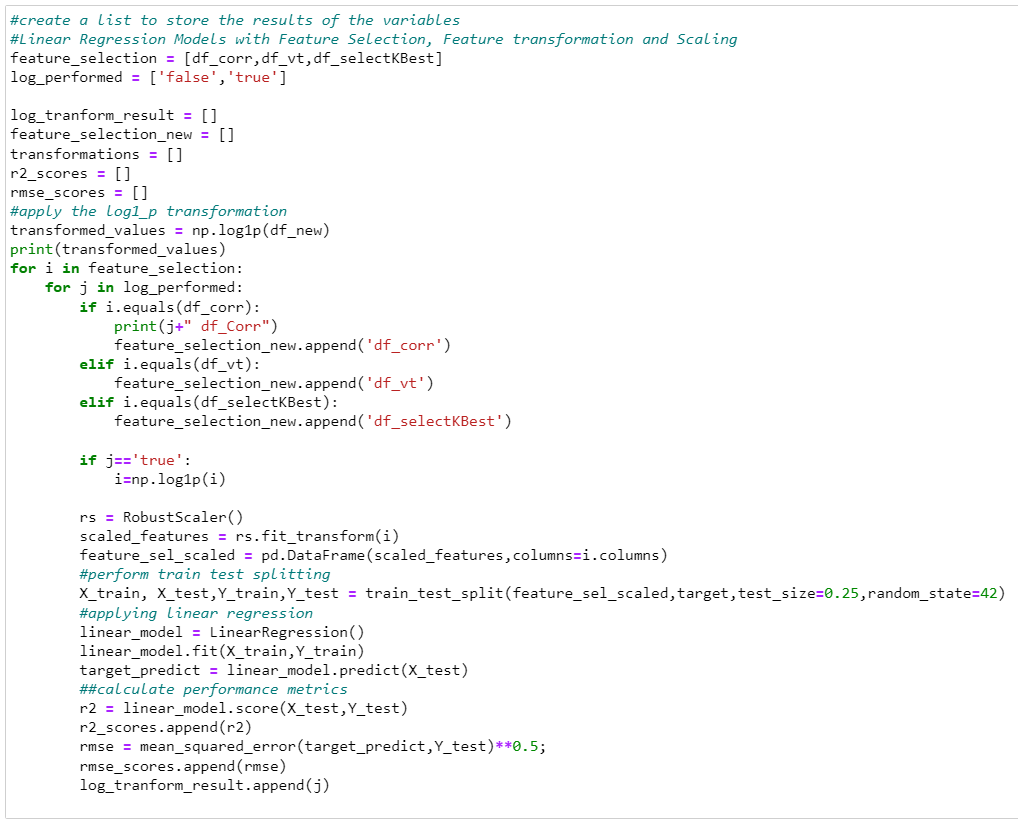 #create a list to store the results of the variables
#Linear Regression Models with Feature Selection, Feature transformation and Scaling
feature_selection = [df_corr,df_vt,df_selectKBest]
log_performed = ['false','true']

log_tranform_result = []
feature_selection_new = []
transformations = []
r2_scores = []
rmse_scores = []
#apply the log1_p transformation
transformed_values = np.log1p(df_new)
print(transformed_values)
for i in feature_selection:
    for j in log_performed:
        if i.equals(df_corr):
            print(j+" df_Corr")
            feature_selection_new.append('df_corr')
        elif i.equals(df_vt):
            feature_selection_new.append('df_vt')
        elif i.equals(df_selectKBest):
            feature_selection_new.append('df_selectKBest')

        if j=='true':
            i=np.log1p(i)

        rs = RobustScaler()
        scaled_features = rs.fit_transform(i)
        feature_sel_scaled = pd.DataFrame(scaled_features,columns=i.columns)
        #perform train test splitting
        X_train, X_test,Y_train,Y_test = train_test_split(feature_sel_scaled,target,test_size=0.25,random_state=42)
        #applying linear regression
        linear_model = LinearRegression()
        linear_model.fit(X_train,Y_train)
        target_predict = linear_model.predict(X_test)
        ##calculate performance metrics
        r2 = linear_model.score(X_test,Y_test)
        r2_scores.append(r2)
        rmse = mean_squared_error(target_predict,Y_test)**0.5;
        rmse_scores.append(rmse)
        log_tranform_result.append(j)